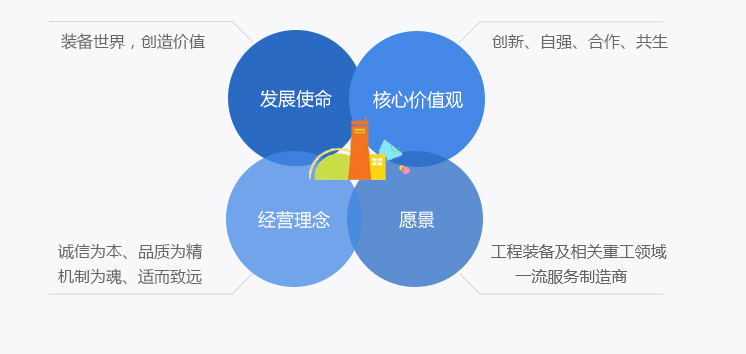 装备世界，创造价值
创新、自强、合作、共生
发展使命
核心价值观
经营理念
愿景
诚信为本、品质为精
机制为魂、适而致远
工程装备及相关重工领域
一流服务制造商